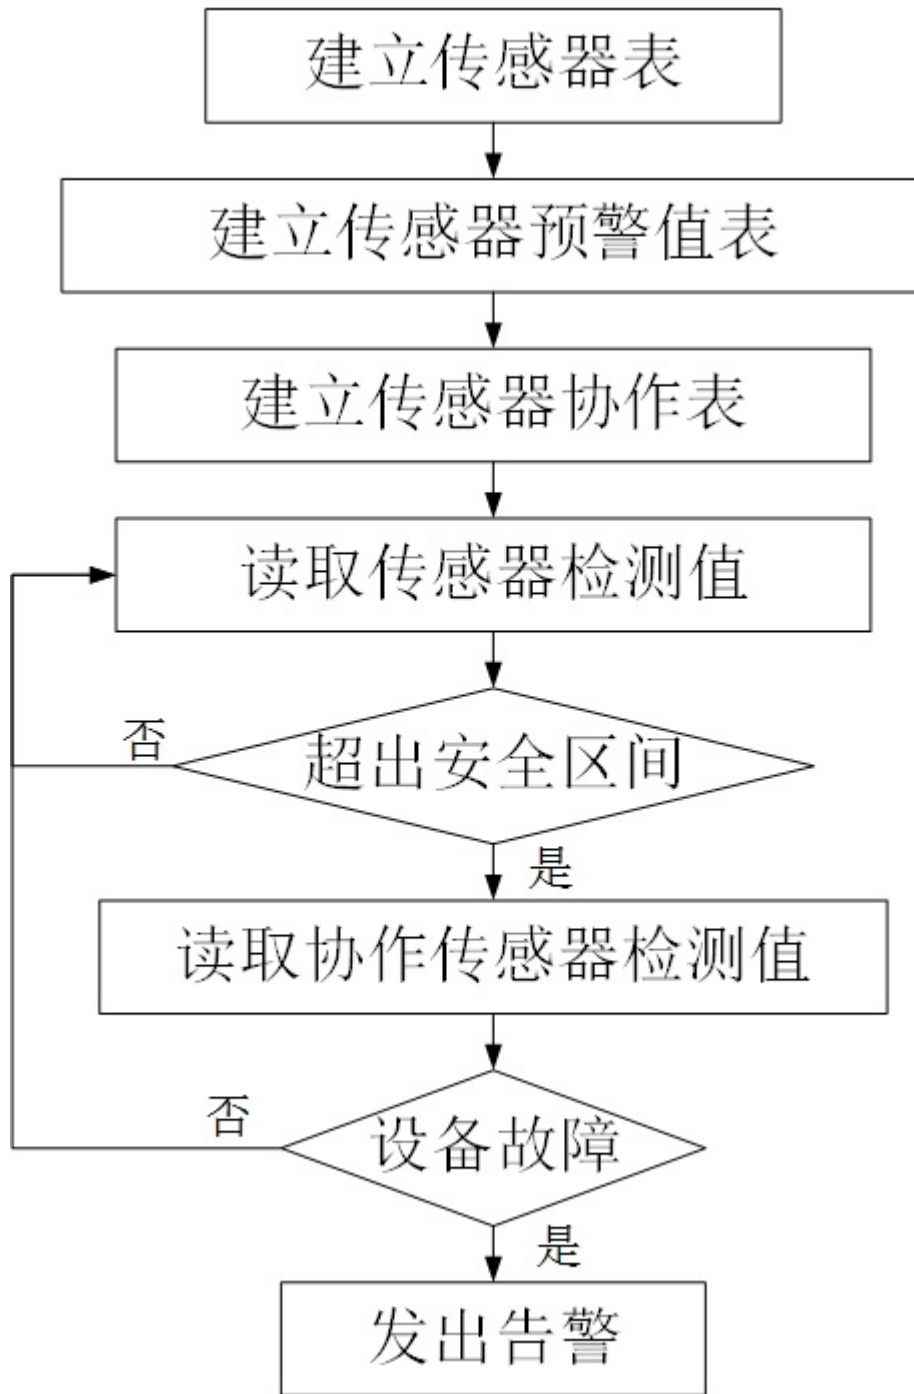 建立传感器表
建立传感器预警值表
建立传感器协作表
读取传感器检测值
否
超出安全区间
是
读取协作传感器检测值
否
设备故障
是
发出告警